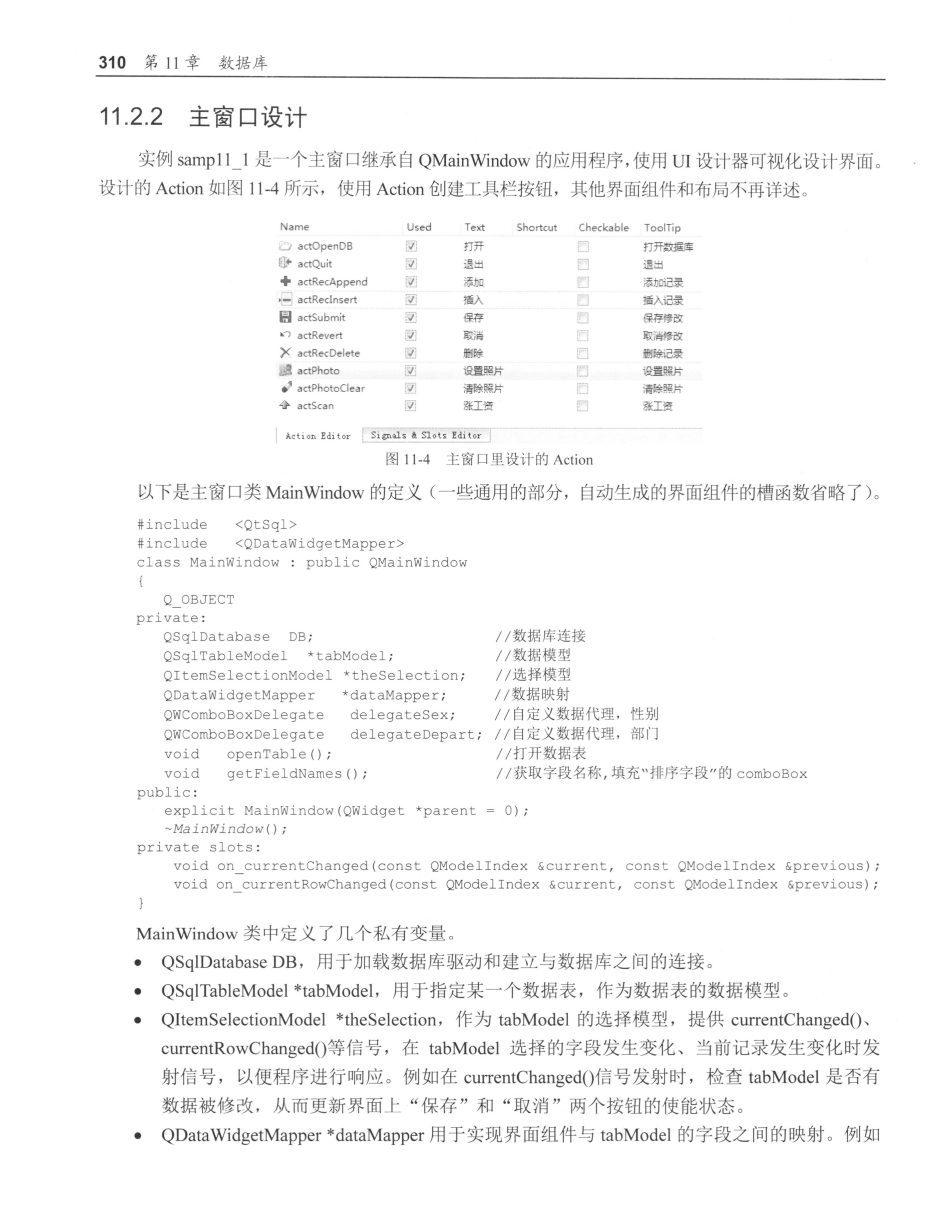 310 第 11 章 数据库
11.2.2 主窗口设计
实例 samp11_1 是一个主窗口继承自 QMainWindow 的应用程序,使用 UI 设计器可视化设计界面。
设计的 Action 如图 11-4 所示，使用 Action 创建工具栏按钮，其他界面组件和布局不再详述。
Name Used Text Shortcut Checkable ToolTip
actOpenDB 打开 打开数据库
actQuit 退出 退出
actRecAppend 添加 添加记录
actRecInsert 插入 插入记录
actSubmit 保存 保存修改
actRevert 取消 取消修改
actRecDelete 删除 删除记录
actPhoto 设置照片 设置照片
actPhotoClear 清除照片 清除照片
actScan 涨工资 涨工资
Action Editor Signals & Slots Editor
图 11-4 主窗口里设计的 Action
以下是主窗口类 MainWindow 的定义（一些通用的部分，自动生成的界面组件的槽函数省略了）。
#include <QtSql>
#include <QDataWidgetMapper>
class MainWindow : public QMainWindow
{
Q_OBJECT
private:
QSqlDatabase DB; //数据库连接
QSqlTableModel *tabModel; //数据模型
QItemSelectionModel *theSelection; //选择模型
QDataWidgetMapper *dataMapper; //数据映射
QWComboBoxDelegate delegateSex; //自定义数据代理，性别
QWComboBoxDelegate delegateDepart; //自定义数据代理，部门
void openTable(); //打开数据表
void getFieldNames(); //获取字段名称,填充“排序字段”的 comboBox
public:
explicit MainWindow(QWidget *parent = 0);
~MainWindow();
private slots:
void on_currentChanged(const QModelIndex &current, const QModelIndex &previous);
void on_currentRowChanged(const QModelIndex &current, const QModelIndex &previous);
}
MainWindow 类中定义了几个私有变量。
● QSqlDatabase DB，用于加载数据库驱动和建立与数据库之间的连接。
● QSqlTableModel *tabModel，用于指定某一个数据表，作为数据表的数据模型。
● QItemSelectionModel *theSelection，作为 tabModel 的选择模型，提供 currentChanged()、
currentRowChanged()等信号，在 tabModel 选择的字段发生变化、当前记录发生变化时发
射信号，以便程序进行响应。例如在 currentChanged()信号发射时，检查 tabModel 是否有
数据被修改，从而更新界面上“保存”和“取消”两个按钮的使能状态。
● QDataWidgetMapper *dataMapper 用于实现界面组件与 tabModel 的字段之间的映射。例如